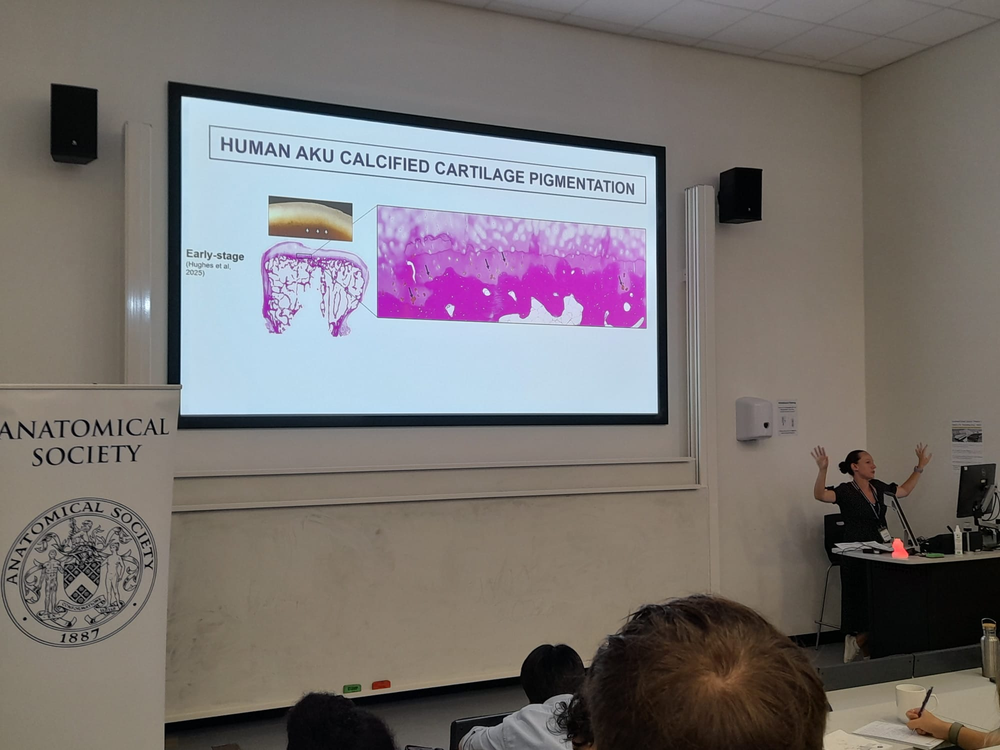 HUMAN AKU CALCIFIED CARTILAGE PIGMENTATION
Early-stage
(Hughes et al,
2025)
ANATOMICAL
SOCIETY
ANATOMICAL SOCIETY
1887